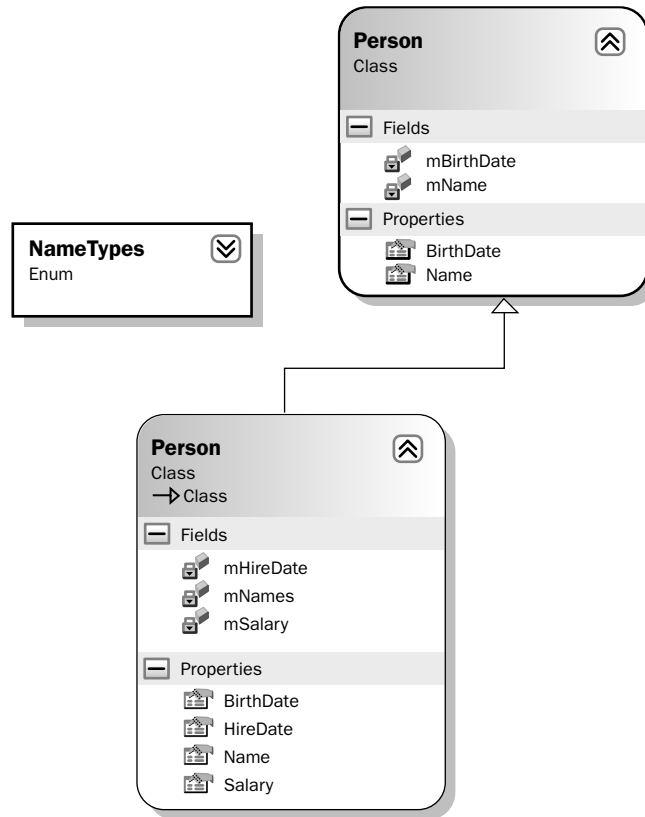 Person
Class
Fields
mBirthDate
mName
Properties
BirthDate
Name
NameTypes
Enum
Person
Class
Class
Fields
mHireDate
mNames
mSalary
Properties
BirthDate
HireDate
Name
Salary